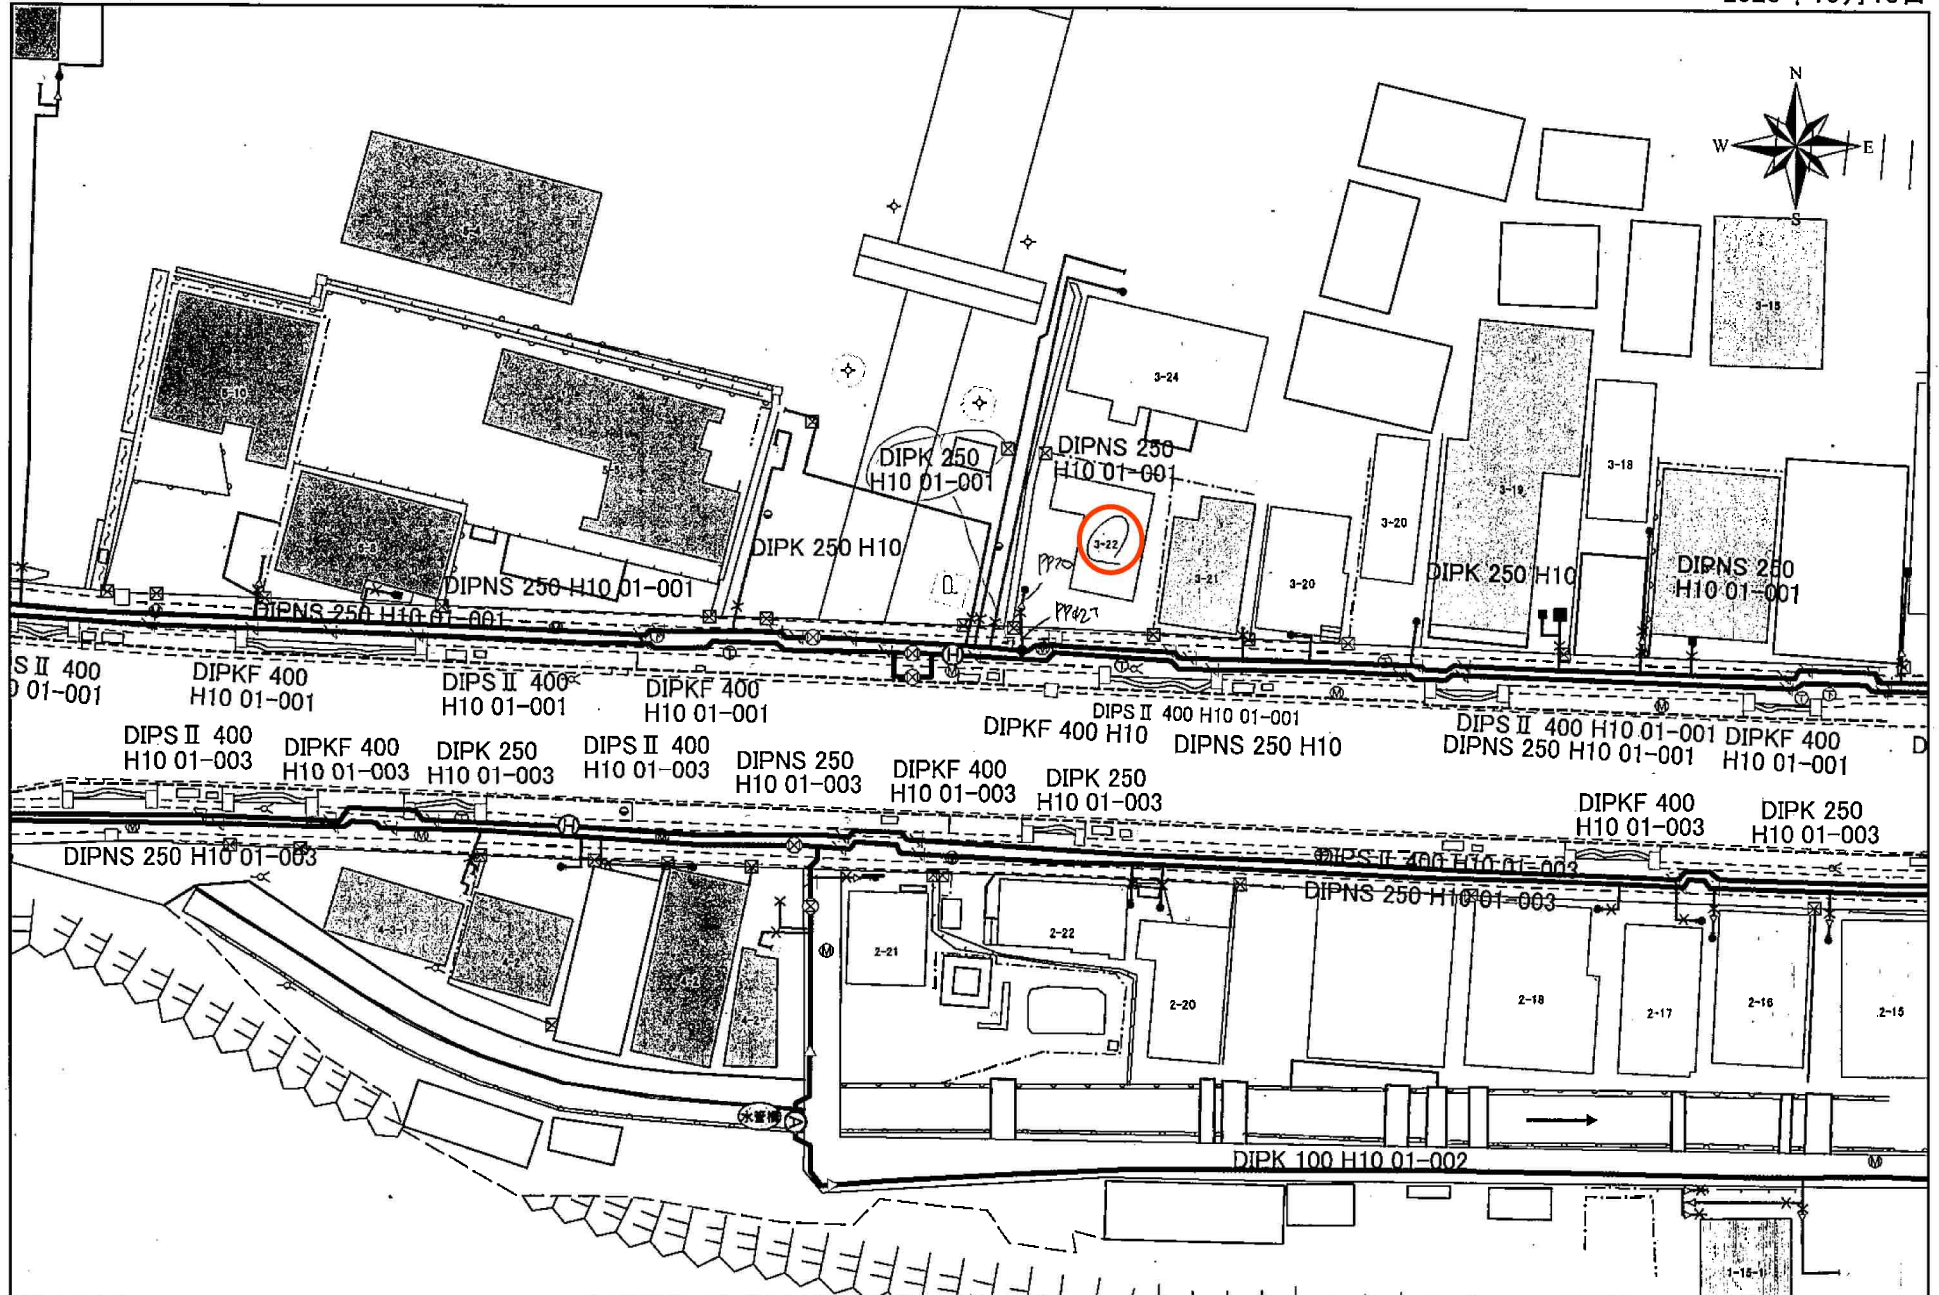 N
W
E
S
3-15
3-24
DIPNS 250
H10 01-001
DIPK 250
H10 01-001
3-18
3-19
3-20
3-22
DIPK 250 H10
3-21
3-20
DIPK 250 H10
DIPNS 250
H10 01-001
DIPNS 250 H10 01-001
DIPNS 250 H10 01-001
S II 400
01-001
DIPKF 400
H10 01-001
DIPS II 400
H10 01-001
DIPKF 400
H10 01-001
DIPKF 400 H10
DIPS II 400 H10 01-001
DIPNS 250 H10
DIPS II 400 H10 01-001
DIPNS 250 H10 01-001
DIPKF 400
H10 01-001
D
DIPS II 400
H10 01-003
DIPKF 400
H10 01-003
DIPK 250
H10 01-003
DIPS II 400
H10 01-003
DIPNS 250
H10 01-003
DIPKF 400
H10 01-003
DIPK 250
H10 01-003
DIPKF 400
H10 01-003
DIPK 250
H10 01-003
DIPNS 250 H10 01-003
DIPS II 400 H10 01-003
DIPNS 250 H10 01-003
2-21
2-22
2-20
2-18
2-17
2-16
2-15
水管橋
A
DIPK 100 H10 01-002